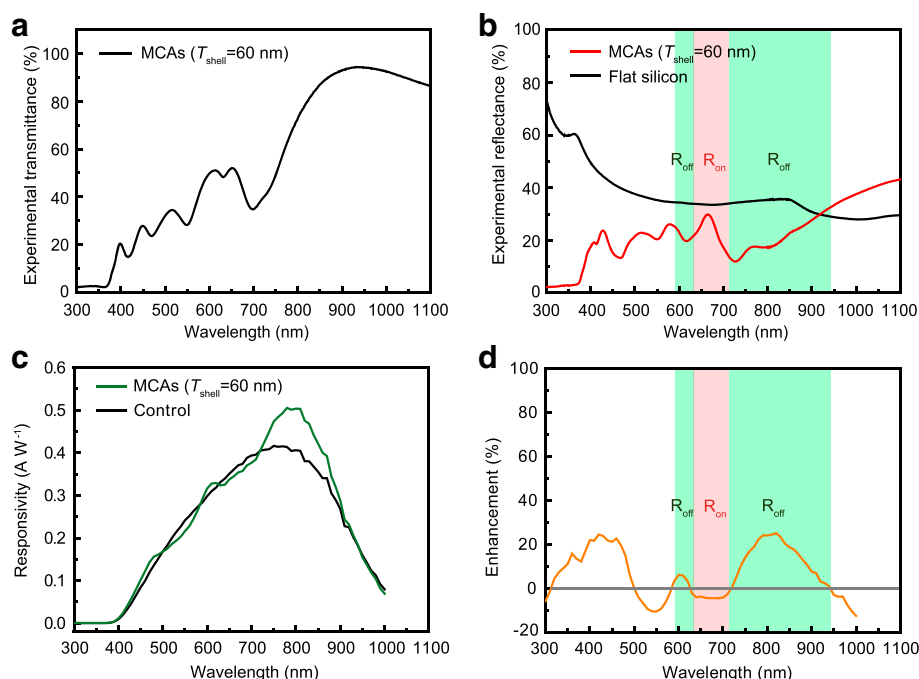 a
MCAs (Tshell=60 nm)
Experimental transmittance (%)
100
80
60
40
20
0
300 400 500 600 700 800 900 1000 1100
Wavelength (nm)
b
MCAs (Tshell=60 nm)
Flat silicon
Roff Ron Roff
Experimental reflectance (%)
100
80
60
40
20
0
300 400 500 600 700 800 900 1000 1100
Wavelength (nm)
c
MCAs (Tshell=60 nm)
Control
Responsivity (A W-1)
0.6
0.5
0.4
0.3
0.2
0.1
0.0
300 400 500 600 700 800 900 1000 1100
Wavelength (nm)
d
Roff Ron Roff
Enhancement (%)
100
80
60
40
20
0
-20
300 400 500 600 700 800 900 1000 1100
Wavelength (nm)